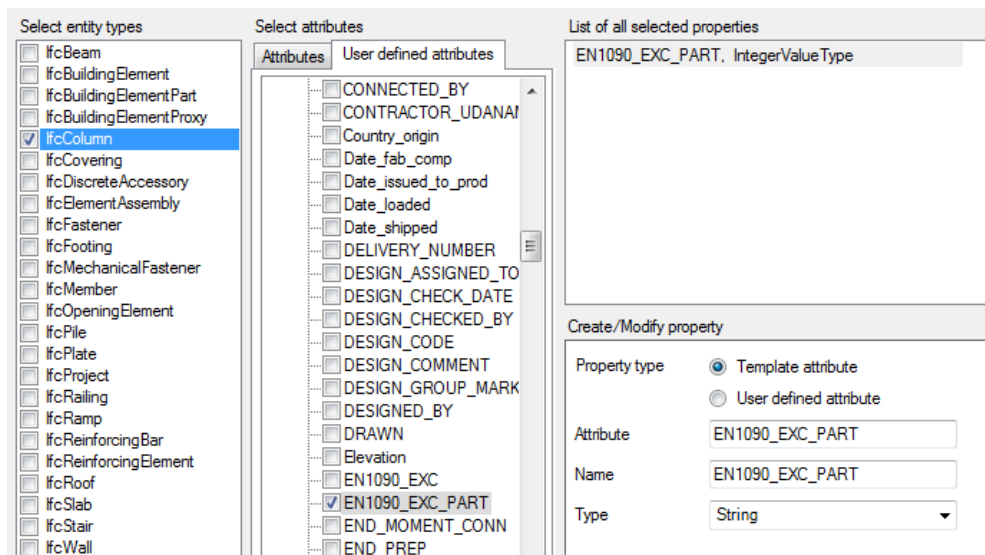 Select entity types
IfcBeam
IfcBuildingElement
IfcBuildingElementPart
IfcBuildingElementProxy
IfcColumn
IfcCovering
IfcDiscreteAccessory
IfcElementAssembly
IfcFastener
IfcFooting
IfcMechanicalFastener
IfcMember
IfcOpeningElement
IfcPile
IfcPlate
IfcProject
IfcRailing
IfcRamp
IfcReinforcingBar
IfcReinforcingElement
IfcRoof
IfcSlab
IfcStair
IfcWall
Select attributes
Attributes
User defined attributes
CONNECTED_BY
CONTRACTOR_UDANA
Country_origin
Date_fab_comp
Date_issued_to_prod
Date_loaded
Date_shipped
DELIVERY_NUMBER
DESIGN_ASSIGNED_TO
DESIGN_CHECK_DATE
DESIGN_CHECKED_BY
DESIGN_CODE
DESIGN_COMMENT
DESIGN_GROUP_MARK
DESIGNED_BY
DRAWN
Elevation
EN1090_EXC
EN1090_EXC_PART
END_MOMENT_CONN
END_PREP
List of all selected properties
EN1090_EXC_PART, IntegerValueType
Create/Modify property
Property type
Template attribute
User defined attribute
Attribute EN1090_EXC_PART
Name EN1090_EXC_PART
Type String